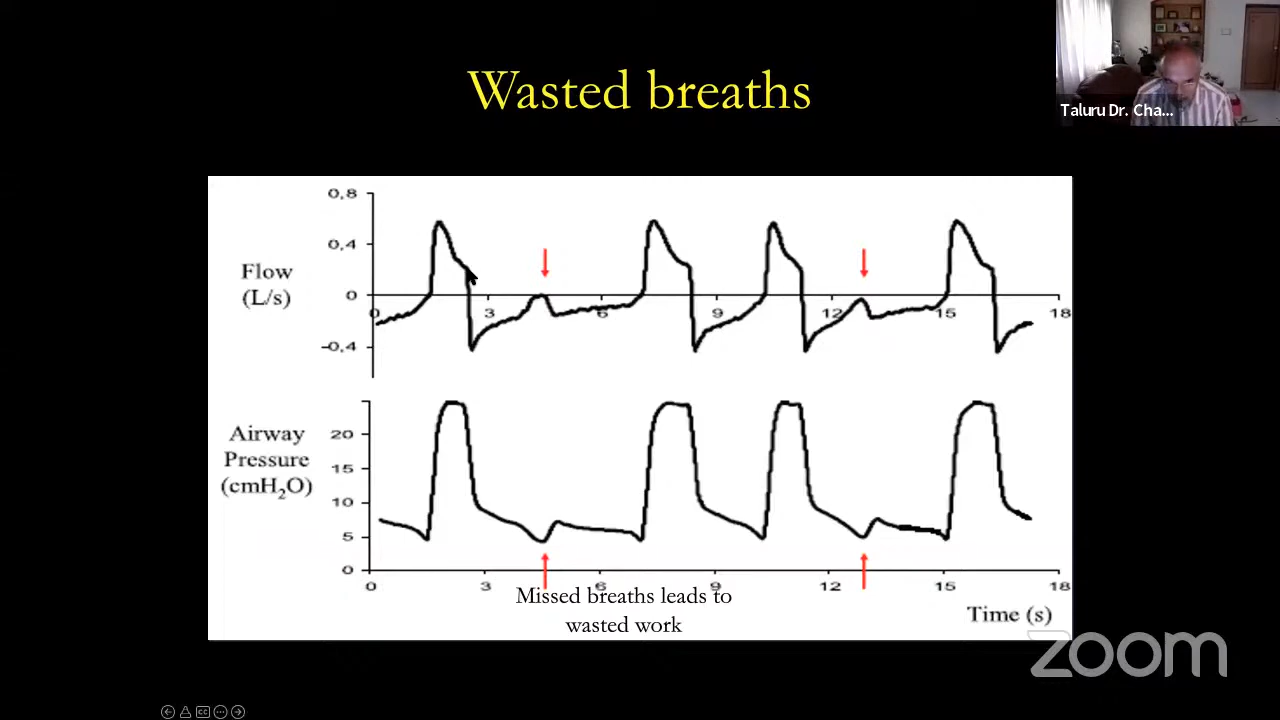 Wasted breaths
Taluru Dr. Cha...
0,8
0,4
0
-0,4
Flow
(L/s)
0 3 6 9 12 15 18
Airway
Pressure
(cmH₂O)
20
15
10
5
0
0 3 6 9 12 15 18
Missed breaths leads to
wasted work
Time (s)
zoom
CC